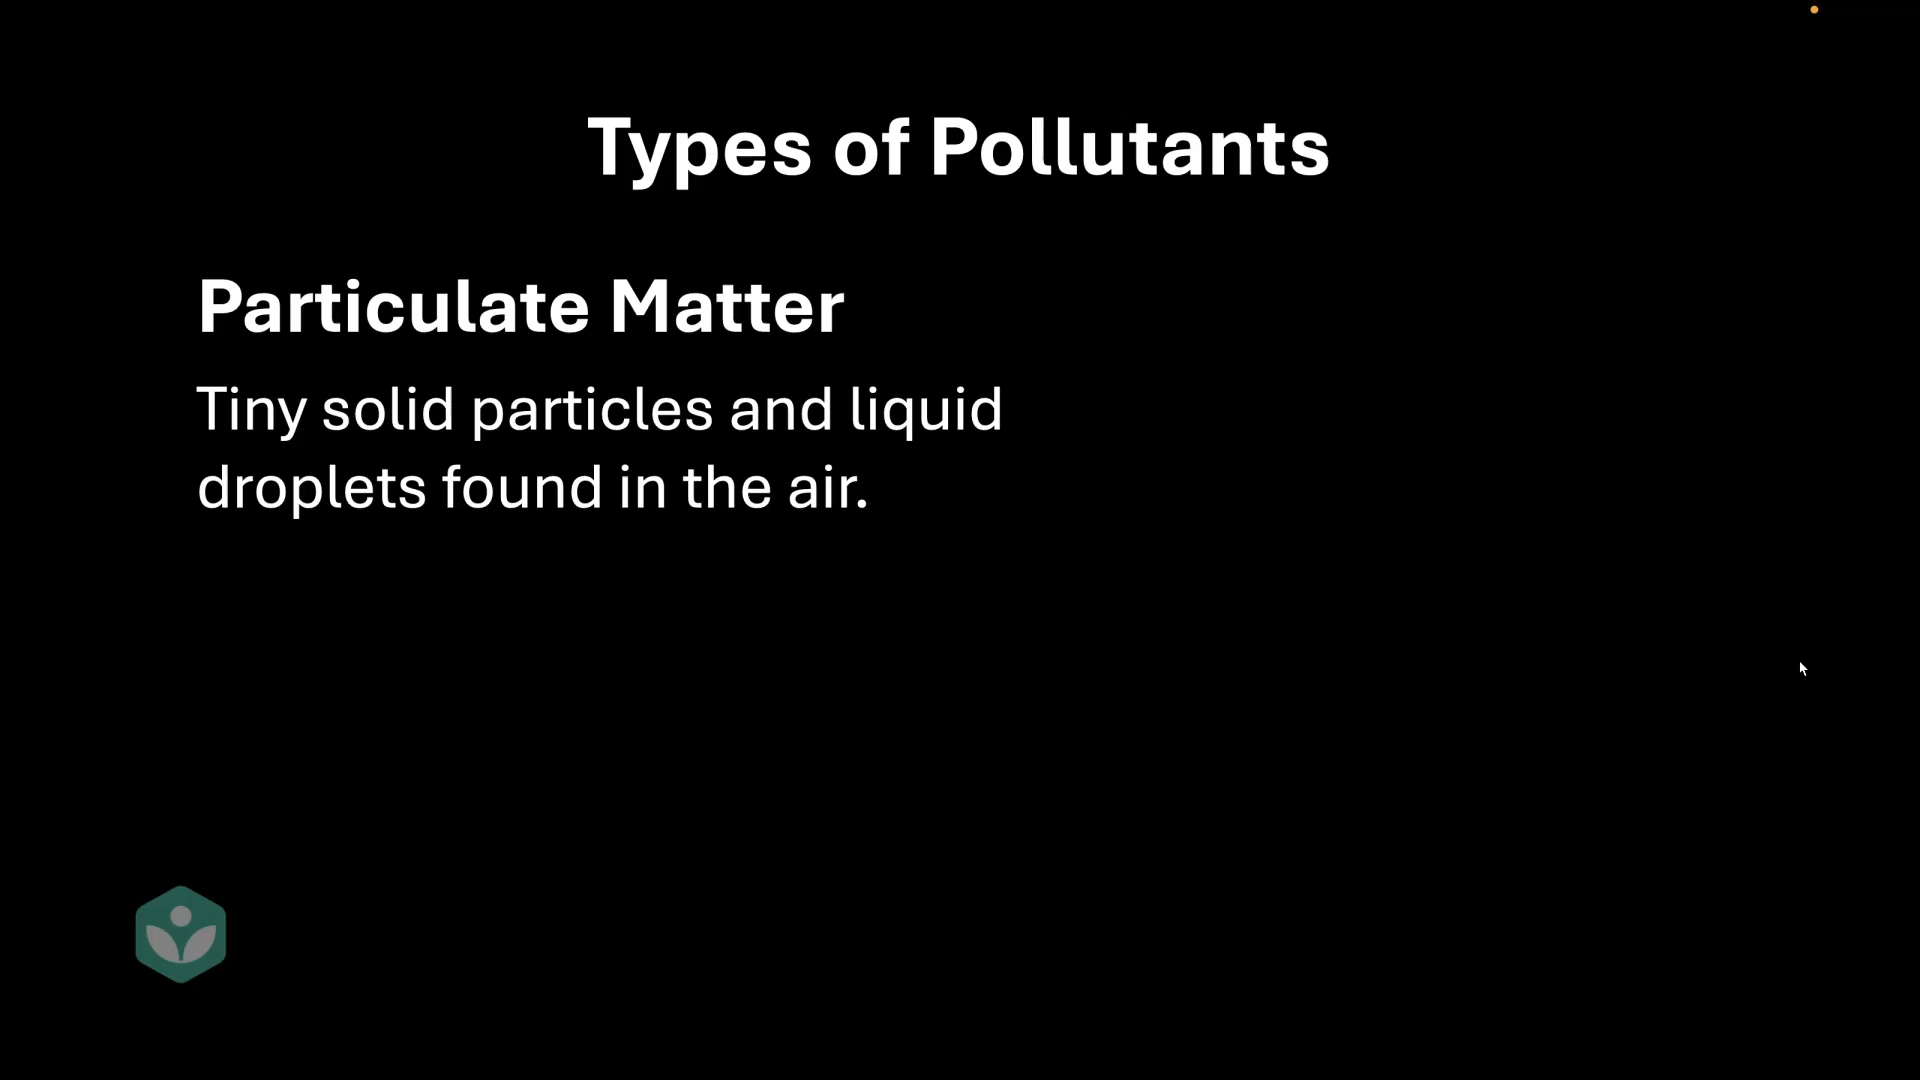 Types of Pollutants
Particulate Matter
Tiny solid particles and liquid
droplets found in the air.